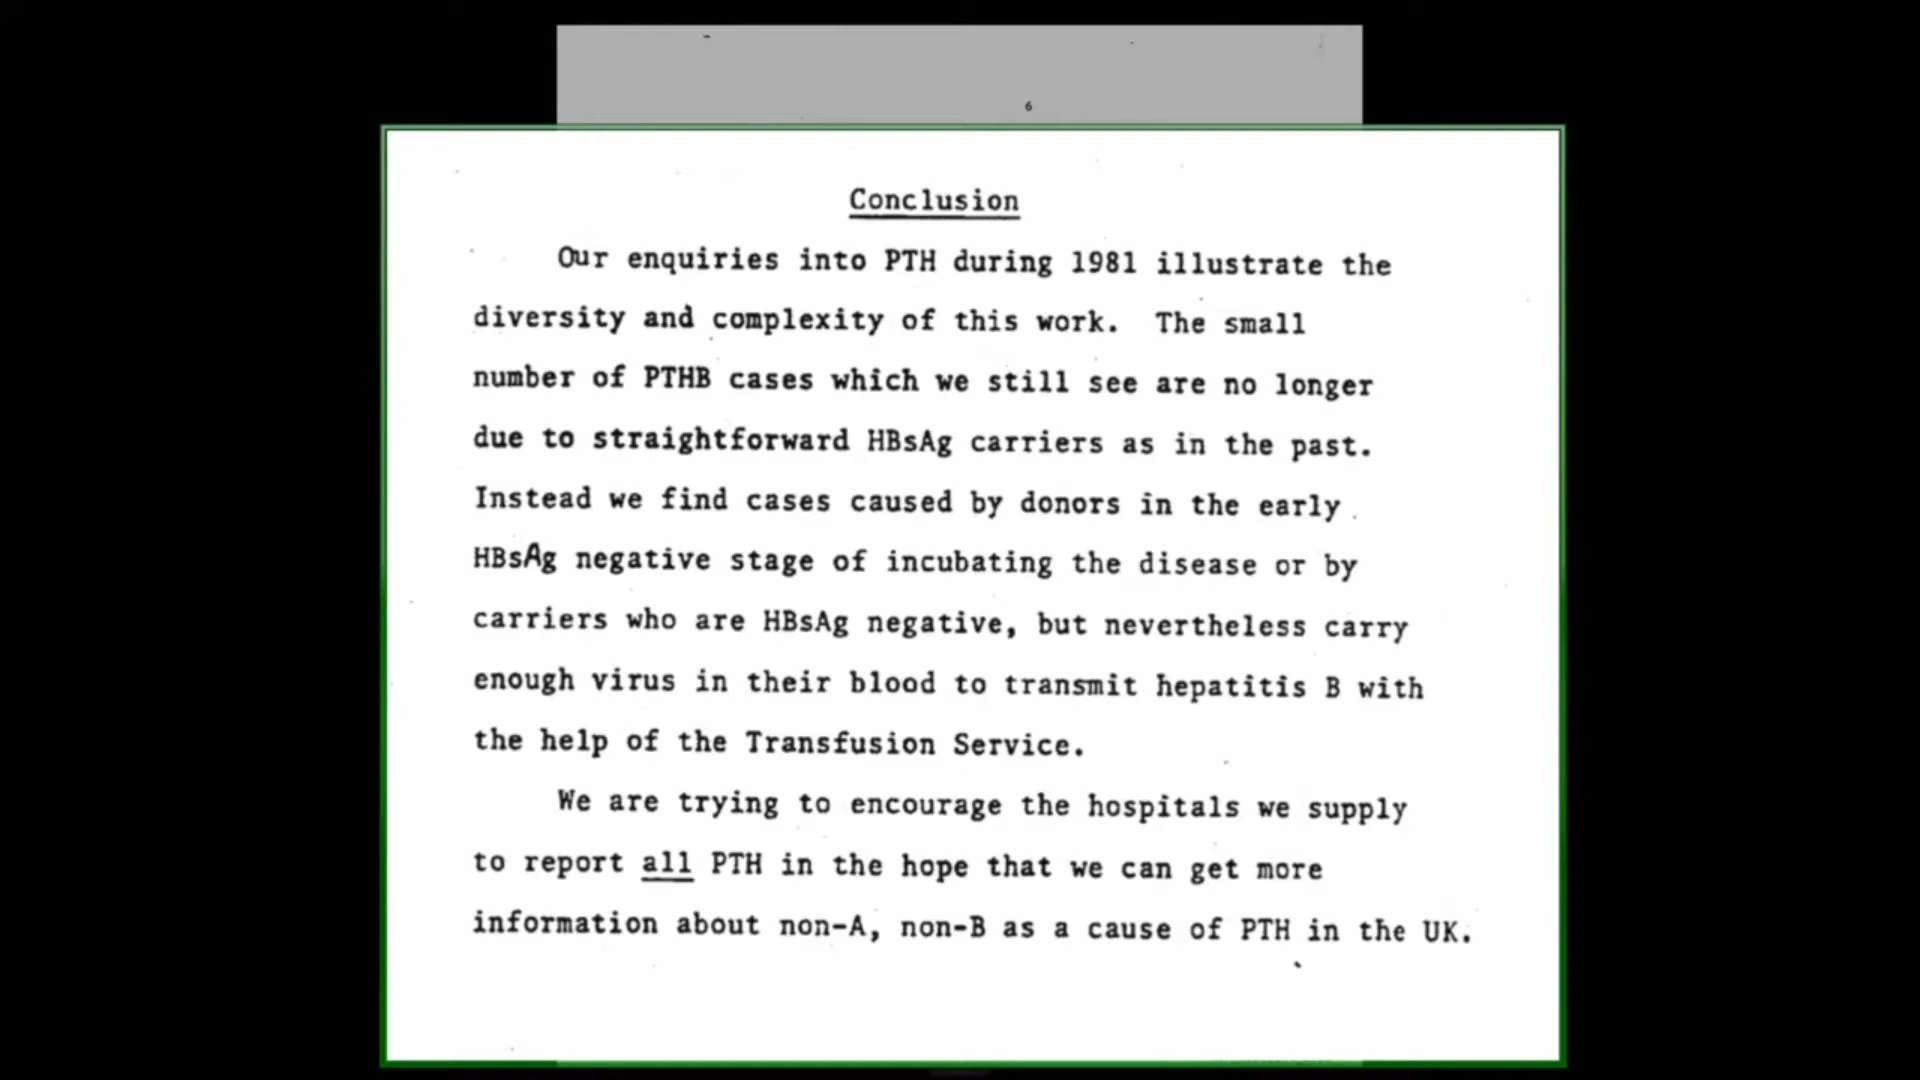 6
Conclusion
Our enquiries into PTH during 1981 illustrate the
diversity and complexity of this work. The small
number of PTHB cases which we still see are no longer
due to straightforward HBsAg carriers as in the past.
Instead we find cases caused by donors in the early
HBsAg negative stage of incubating the disease or by
carriers who are HBsAg negative, but nevertheless carry
enough virus in their blood to transmit hepatitis B with
the help of the Transfusion Service.
We are trying to encourage the hospitals we supply
to report all PTH in the hope that we can get more
information about non-A, non-B as a cause of PTH in the UK.